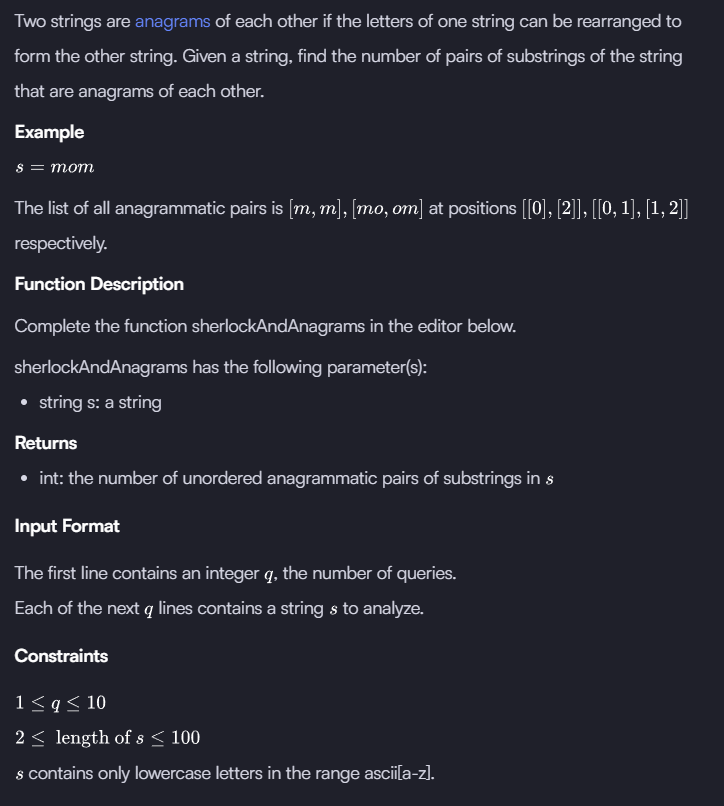 Two strings are anagrams of each other if the letters of one string can be rearranged to
form the other string. Given a string, find the number of pairs of substrings of the string
that are anagrams of each other.
Example
s = mom
The list of all anagrammatic pairs is [m, m], [mo, om] at positions [[0], [2]], [[0, 1], [1, 2]]
respectively.
Function Description
Complete the function sherlockAndAnagrams in the editor below.
sherlockAndAnagrams has the following parameter(s):
• string s: a string
Returns
• int: the number of unordered anagrammatic pairs of substrings in s
Input Format
The first line contains an integer q, the number of queries.
Each of the next q lines contains a string s to analyze.
Constraints
1 ≤ q ≤ 10
2 ≤ length of s ≤ 100
s contains only lowercase letters in the range ascii[a-z].